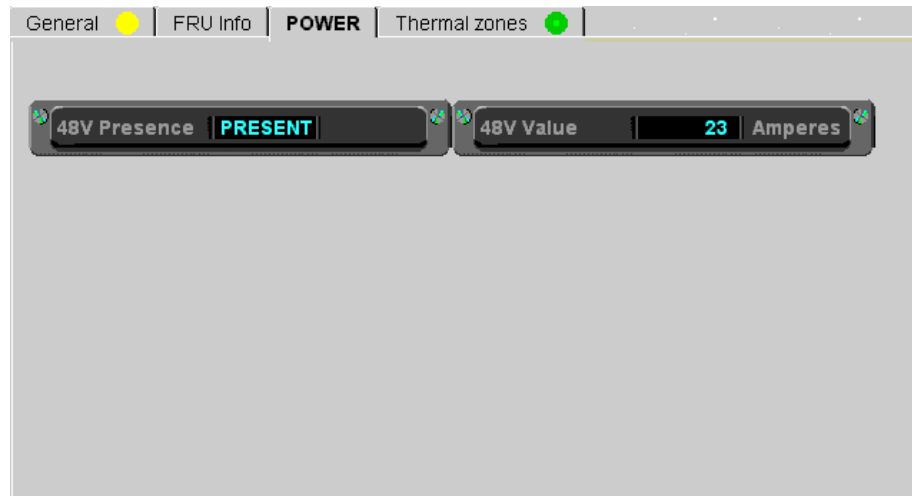 General FRU Info POWER Thermal zones
48V Presence PRESENT 48V Value 23 Amperes